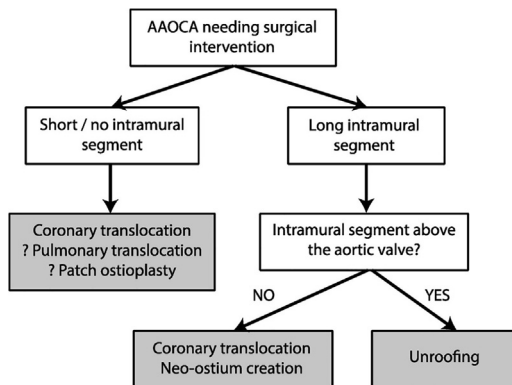 AAOCA needing surgical
intervention
Short / no intramural
segment
Long intramural
segment
Coronary translocation
? Pulmonary translocation
? Patch ostioplasty
Intramural segment above
the aortic valve?
NO
YES
Coronary translocation
Neo-ostium creation
Unroofing